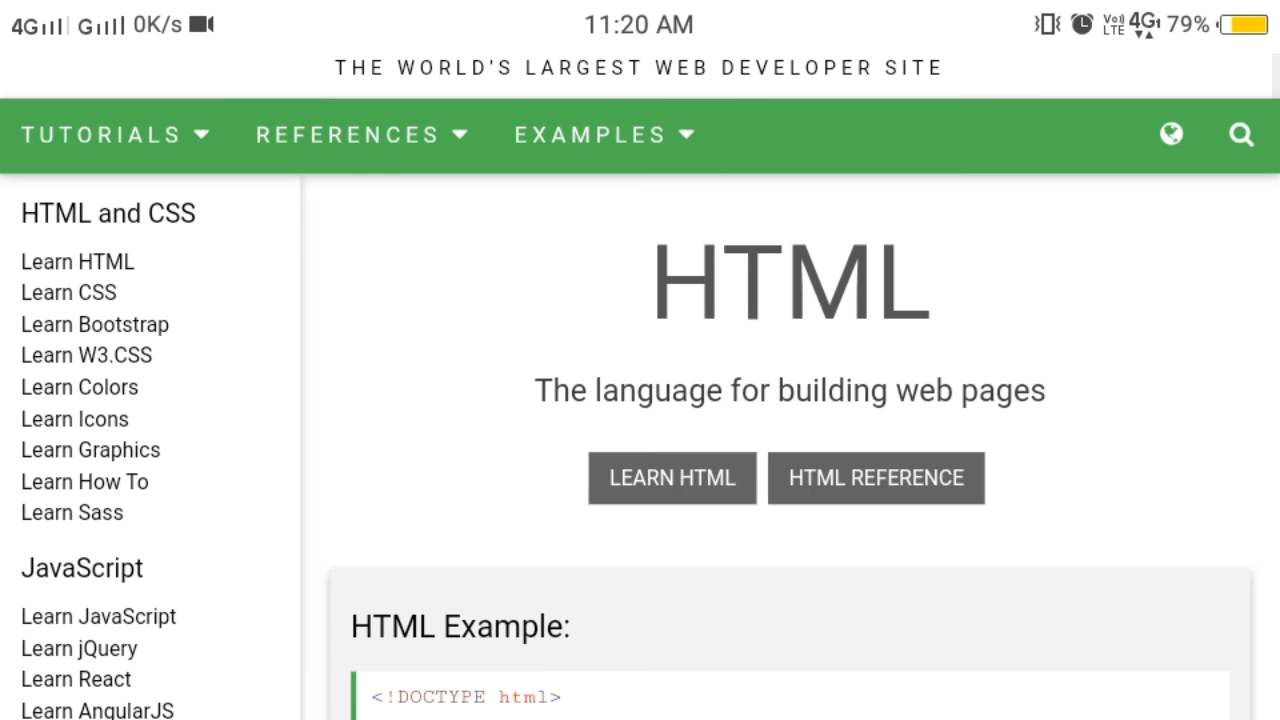 4G G 0K/s 11:20 AM Vo) LTE 4G 79%
THE WORLD'S LARGEST WEB DEVELOPER SITE
TUTORIALS REFERENCES EXAMPLES
HTML and CSS
Learn HTML
Learn CSS
Learn Bootstrap
Learn W3.CSS
Learn Colors
Learn Icons
Learn Graphics
Learn How To
Learn Sass
JavaScript
Learn JavaScript
Learn jQuery
Learn React
Learn AngularJS
HTML
The language for building web pages
LEARN HTML HTML REFERENCE
HTML Example:
<!DOCTYPE html>